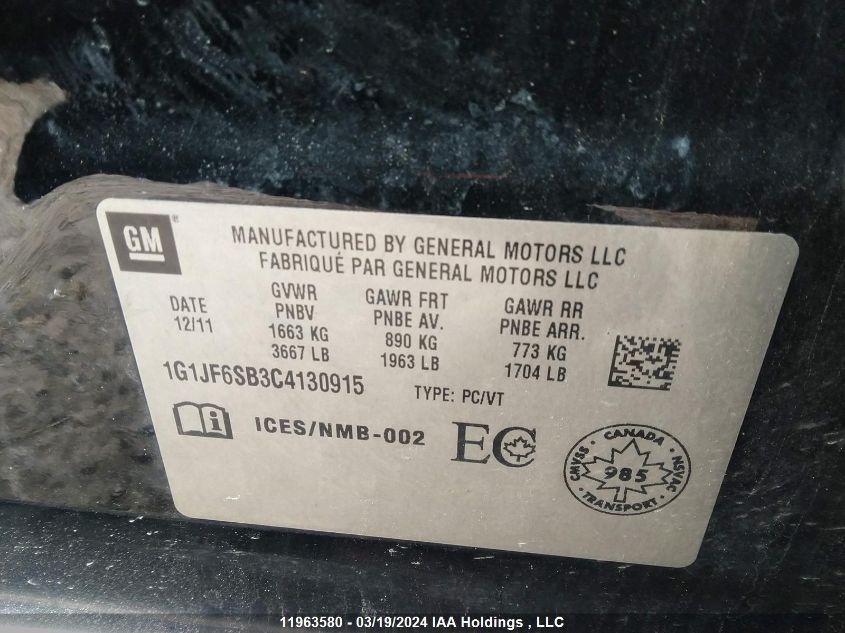 GM ®
MANUFACTURED BY GENERAL MOTORS LLC
FABRIQUÉ PAR GENERAL MOTORS LLC
DATE
12/11
GVWR
PNBV
1663 KG
3667 LB
GAWR FRT
PNBE AV.
890 KG
1963 LB
GAWR RR
PNBE ARR.
773 KG
1704 LB
1G1JF6SB3C4130915
TYPE: PC/VT
i
ICES/NMB-002
EC
CANADA
CMVSS · NSVAC
985
TRANSPORT
11963580 - 03/19/2024 IAA Holdings , LLC